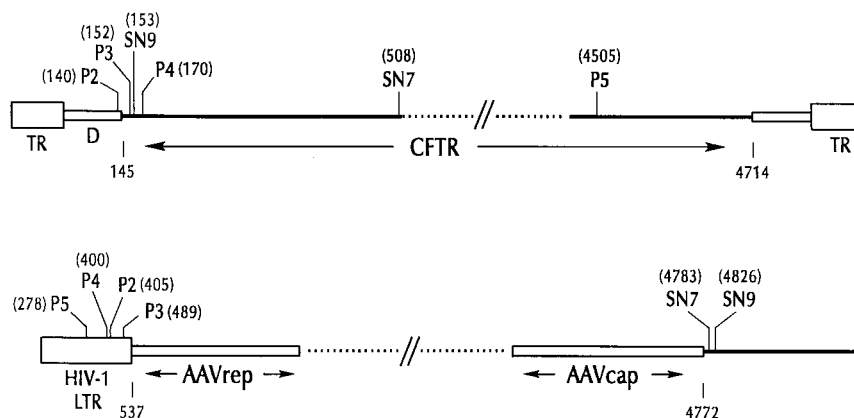 (153)
(152) SN9
P3
(140) P2
P4 (170)
(508)
SN7
(4505)
P5
TR
D
TR
145
CFTR
4714
(400)
P4
P2 (405)
(278) P5
P3 (489)
(4783) (4826)
SN7 SN9
HIV-1
LTR
AAVrep
AAVcap
537
4772